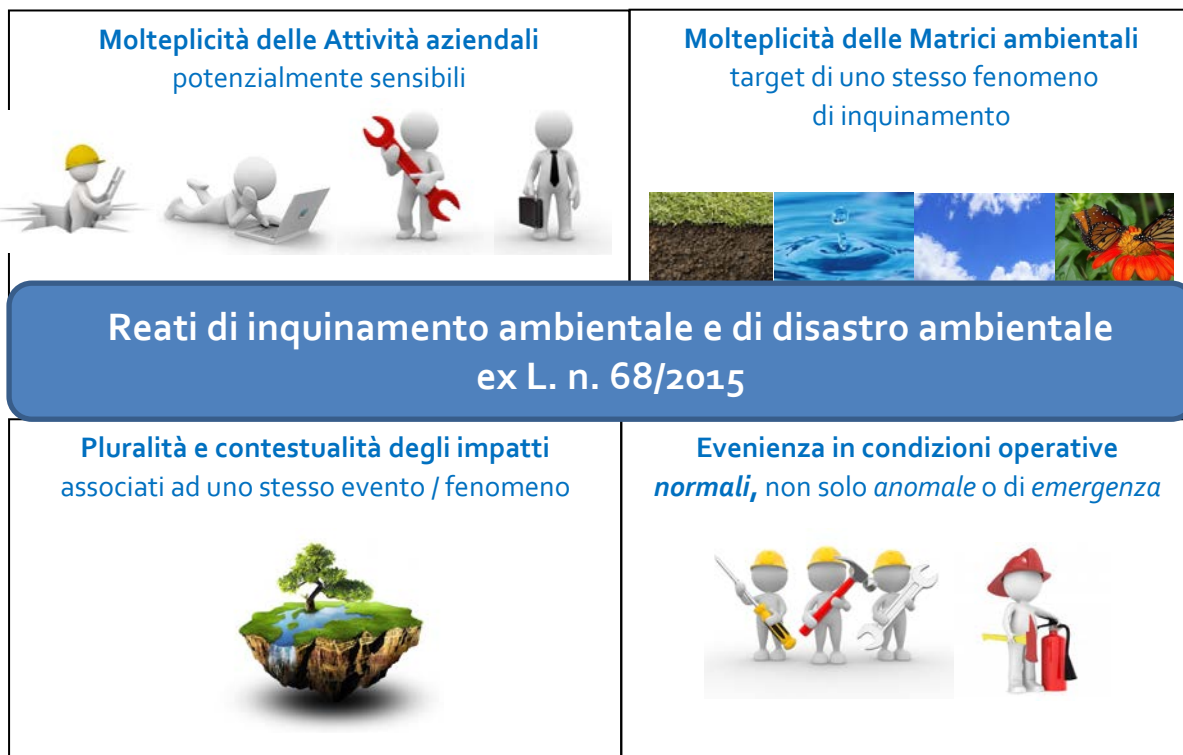 Molteplicità delle Attività aziendali
potenzialmente sensibili
Molteplicità delle Matrici ambientali
target di uno stesso fenomeno
di inquinamento
Reati di inquinamento ambientale e di disastro ambientale
ex L. n. 68/2015
Pluralità e contestualità degli impatti
associati ad uno stesso evento / fenomeno
Evenienza in condizioni operative
normali, non solo anomale o di emergenza